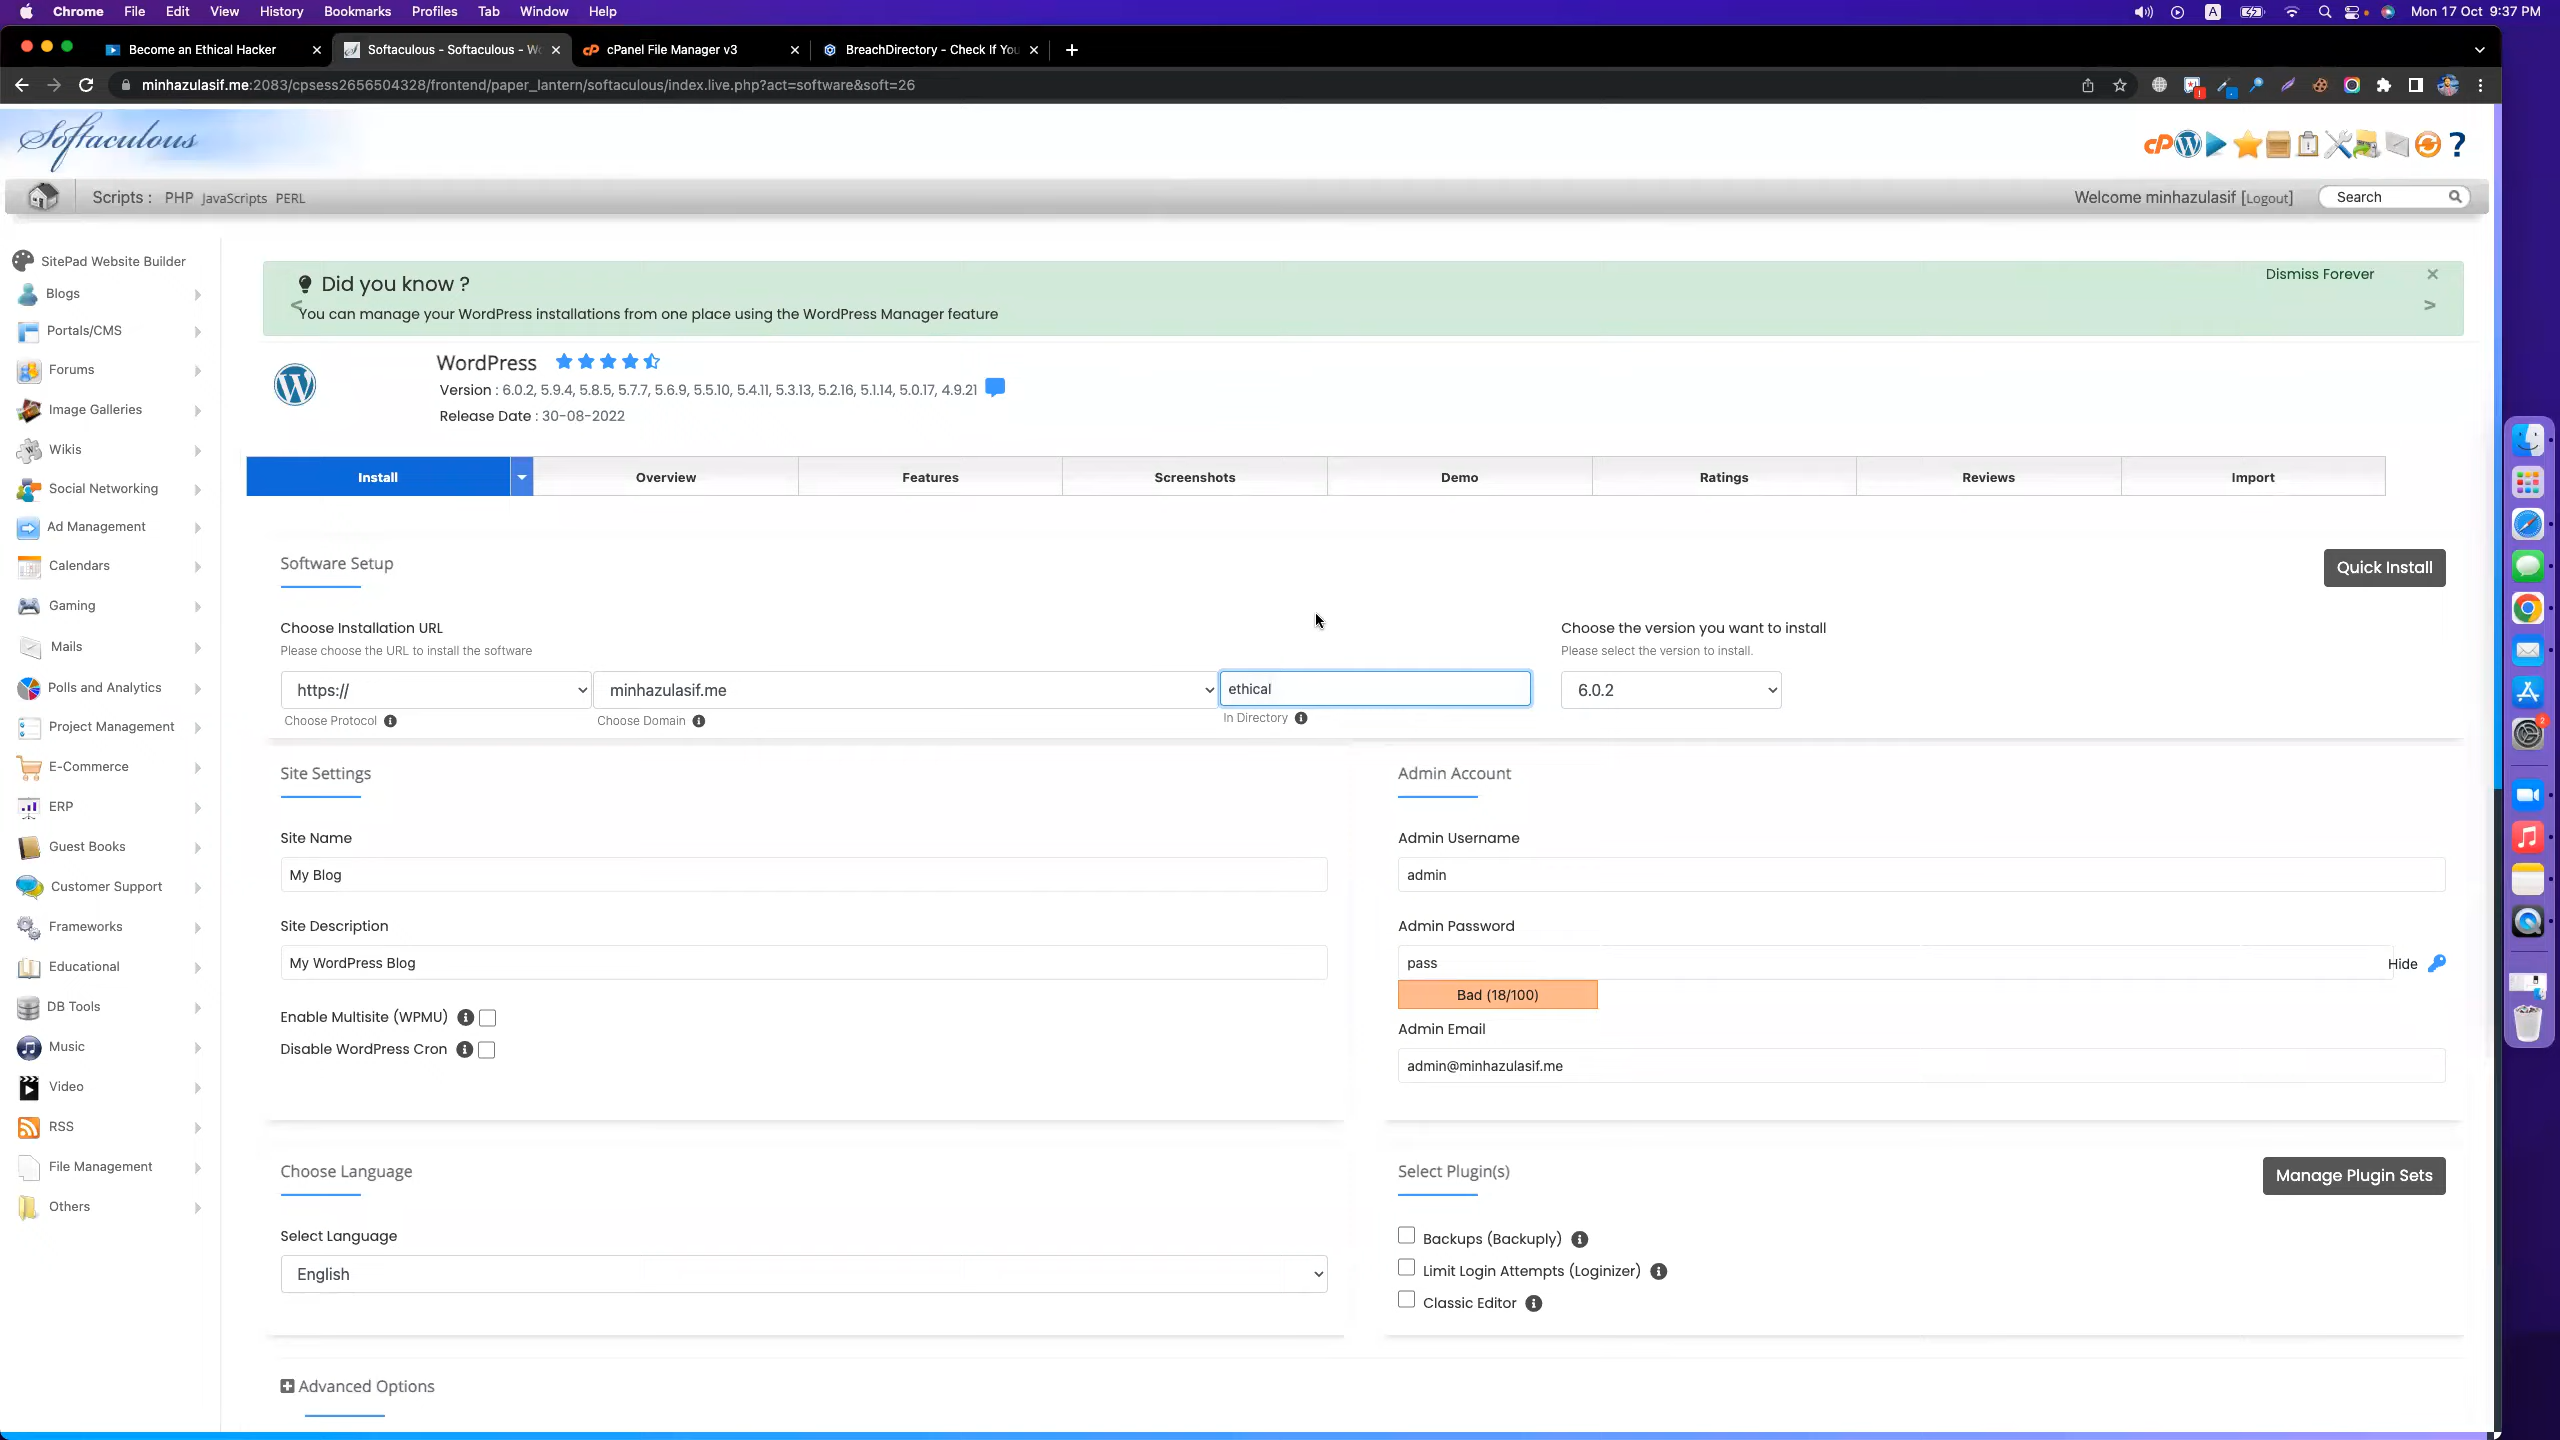 Chrome File Edit View History Bookmarks Profiles Tab Window Help
A
Mon 17 Oct 9:37 PM
Become an Ethical Hacker
Softaculous - Softaculous - Wo
cPanel File Manager v3
BreachDirectory - Check If You
minhazulasif.me:2083/cpsess2656504328/frontend/paper_lantern/softaculous/index.live.php?act=software&soft=26
Softaculous
cP
?
Scripts : PHP JavaScripts PERL
Welcome minhazulasif [Logout]
Search
SitePad Website Builder
Blogs
Portals/CMS
Forums
Image Galleries
Wikis
Social Networking
Ad Management
Calendars
Gaming
Mails
Polls and Analytics
Project Management
E-Commerce
ERP
Guest Books
Customer Support
Frameworks
Educational
DB Tools
Music
Video
RSS
File Management
Others
Did you know ?
Dismiss Forever
You can manage your WordPress installations from one place using the WordPress Manager feature
WordPress
Version : 6.0.2, 5.9.4, 5.8.5, 5.7.7, 5.6.9, 5.5.10, 5.4.11, 5.3.13, 5.2.16, 5.1.14, 5.0.17, 4.9.21
Release Date : 30-08-2022
Install Overview Features Screenshots Demo Ratings Reviews Import
Software Setup
Quick Install
Choose Installation URL
Please choose the URL to install the software
https://
Choose Protocol
minhazulasif.me
Choose Domain
ethical
In Directory
Choose the version you want to install
Please select the version to install.
6.0.2
Site Settings
Site Name
My Blog
Site Description
My WordPress Blog
Enable Multisite (WPMU)
Disable WordPress Cron
Admin Account
Admin Username
admin
Admin Password
pass
Hide
Bad (18/100)
Admin Email
admin@minhazulasif.me
Choose Language
Select Language
English
Select Plugin(s)
Manage Plugin Sets
Backups (Backuply)
Limit Login Attempts (Loginizer)
Classic Editor
Advanced Options
2